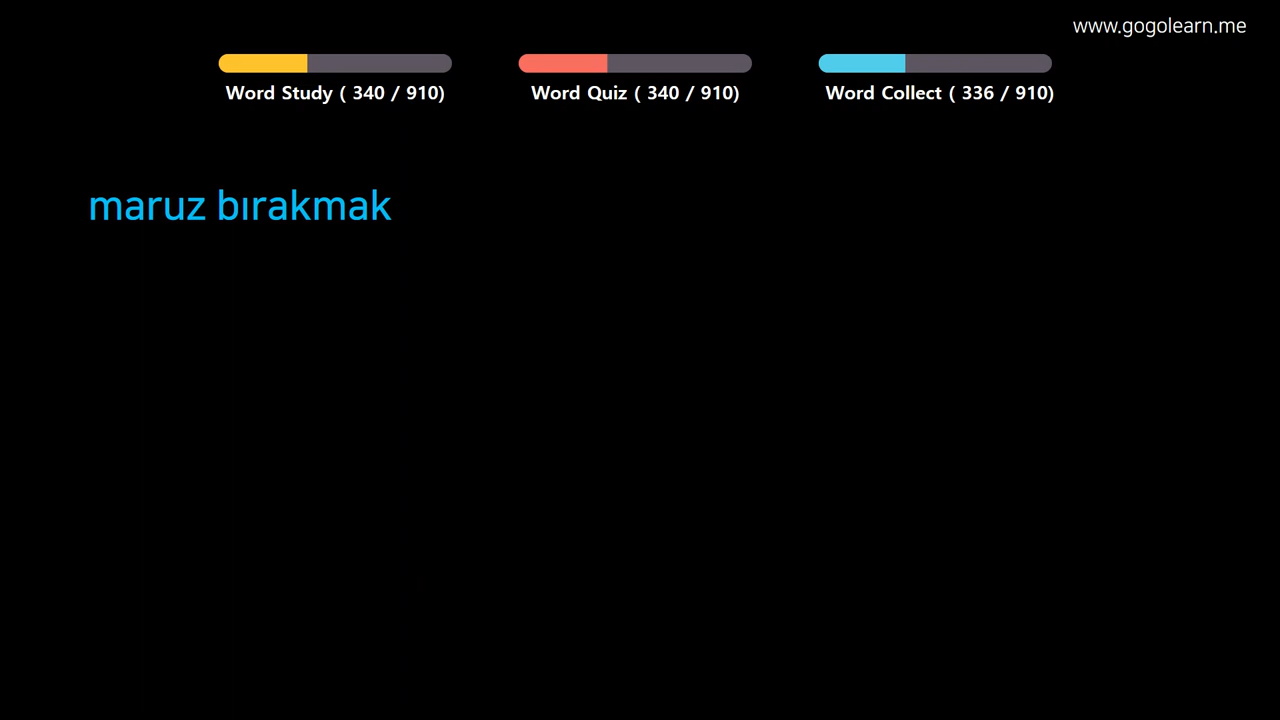 www.gogolearn.me
Word Study ( 340 / 910)
Word Quiz ( 340 / 910)
Word Collect ( 336 / 910)
maruz bırakmak